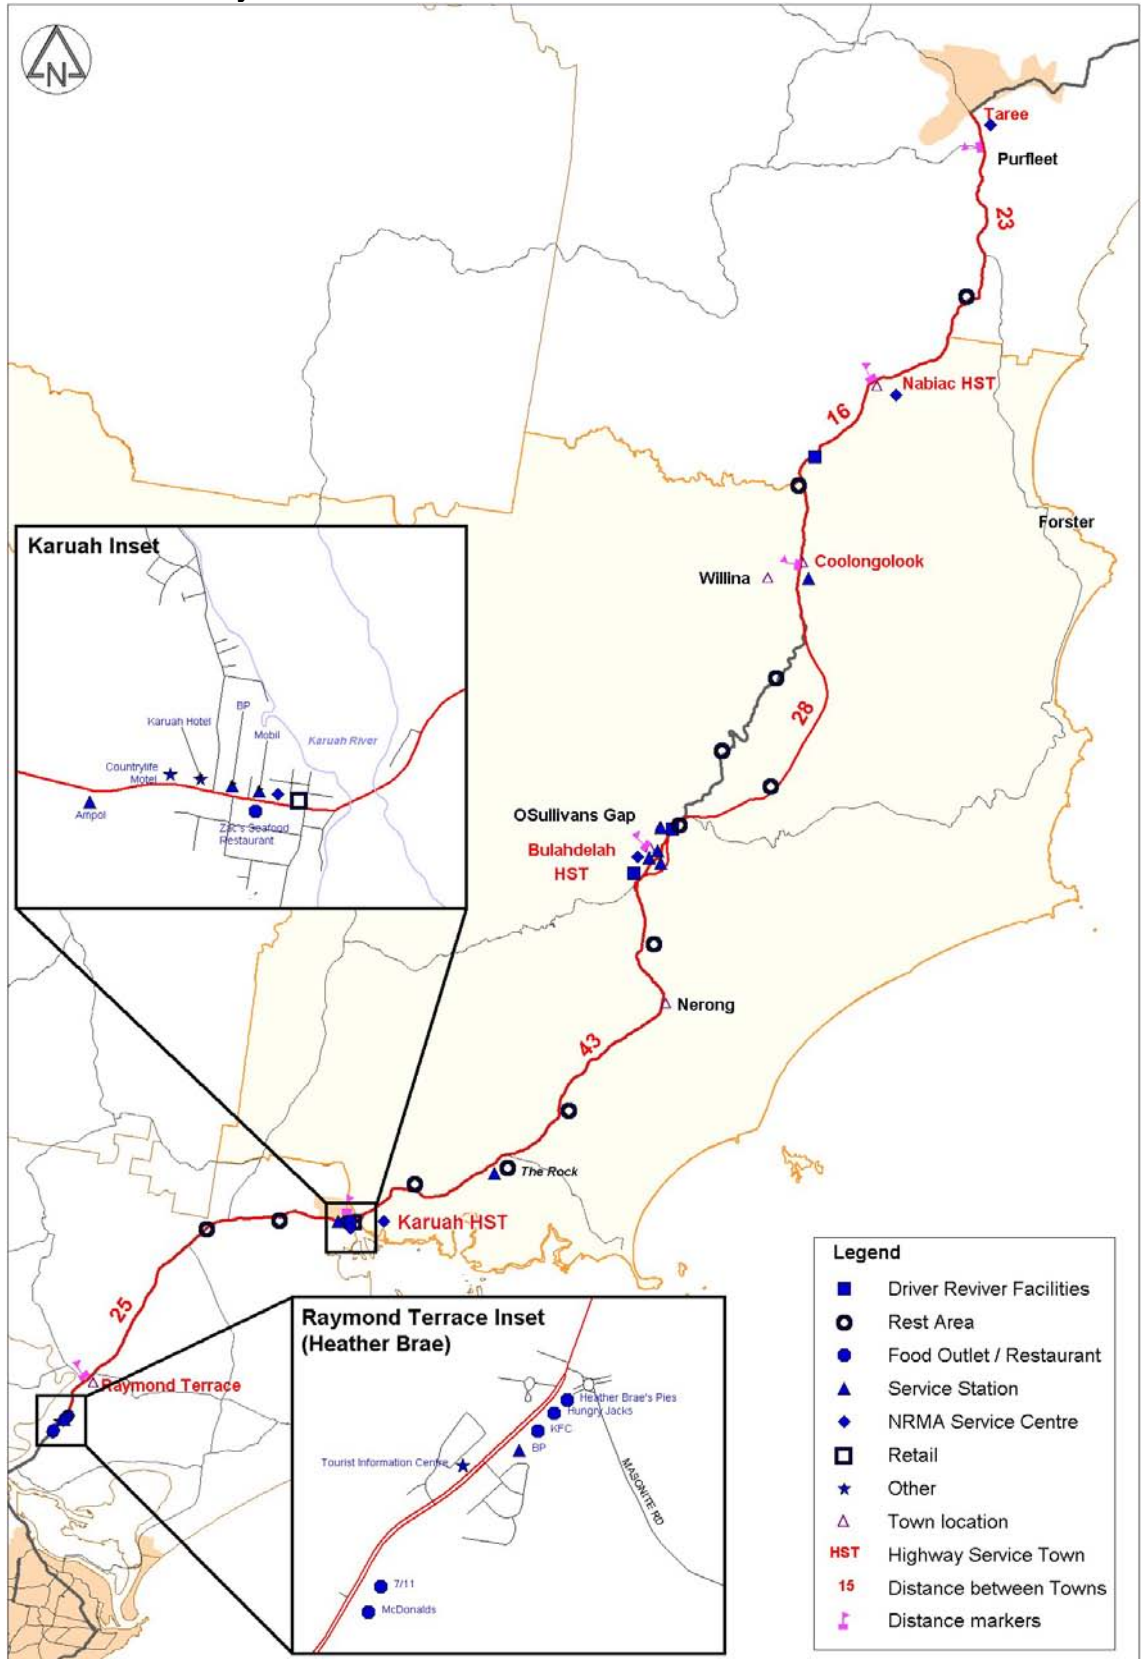 N
Taree
Purfleet
23
Nabiac HST
16
Forster
Coolongolook
Willina
28
OSullivans Gap
Bulahdelah
HST
Nerong
43
The Rock
Karuah HST
25
Raymond Terrace
Karuah Inset
BP
Karuah Hotel
Mobil
Karuah River
Countrylife
Motel
Ampol
Zac's Seafood
Restaurant
Raymond Terrace Inset
(Heather Brae)
Heather Brae's Pies
Hungry Jacks
KFC
BP
Tourist Information Centre
MASONITE RD
7/11
McDonalds
Legend
Driver Reviver Facilities
Rest Area
Food Outlet / Restaurant
Service Station
NRMA Service Centre
Retail
Other
Town location
HST Highway Service Town
15 Distance between Towns
Distance markers